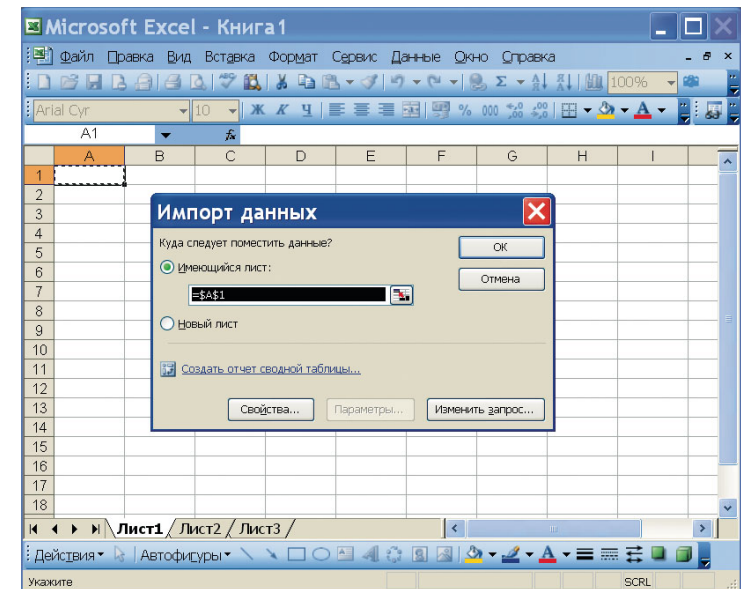 Microsoft Excel - Книга1
Файл Правка Вид Вставка Формат Сервис Данные Окно Справка
Σ 100%
Arial Cyr 10 Ж К Ч % 000 А
A1 fx
A B C D E F G H I
1
2
3
4
5
6
7
8
9
10
11
12
13
14
15
16
17
18
Импорт данных
Куда следует поместить данные?
Имеющийся лист:
=$A$1
Новый лист
Создать отчет сводной таблицы...
OK
Отмена
Свойства... Параметры... Изменить запрос...
Лист1 Лист2 Лист3
Действия Автофигуры А
Укажите SCRL